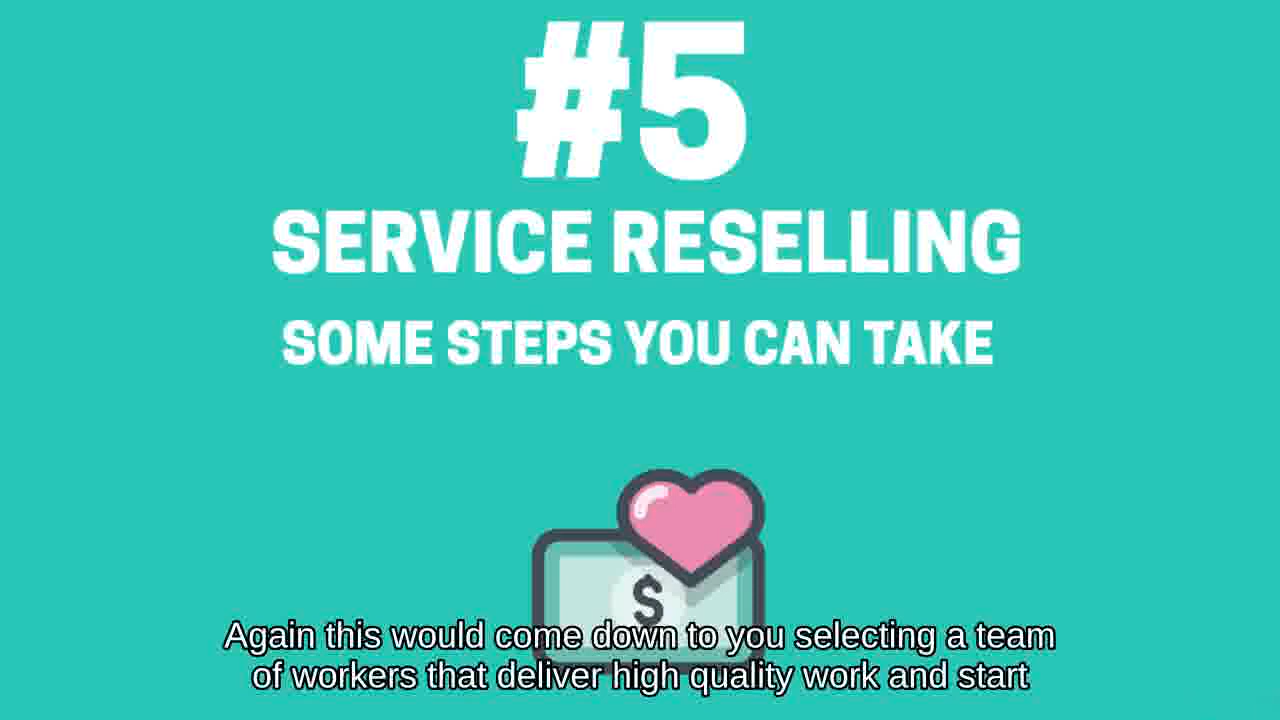 #5
SERVICE RESELLING
SOME STEPS YOU CAN TAKE
$
Again this would come down to you selecting a team
of workers that deliver high quality work and start